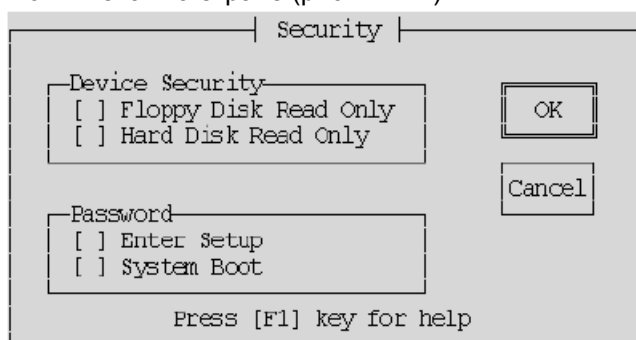 Security
Device Security
[ ] Floppy Disk Read Only
[ ] Hard Disk Read Only
OK
Cancel
Password
[ ] Enter Setup
[ ] System Boot
Press [F1] key for help